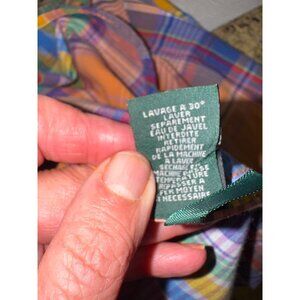 LAVAGE A 30°
LAVER
SEPAREMENT
EAU DE JAVEL
INTERDITE
RETIRER
RAPIDEMENT
DE LA MACHINE
A LAVER
SECHAGE
MACHINE
TEMPERATURE
REPASSER A
FER MOYEN
SI NECESSAIRE